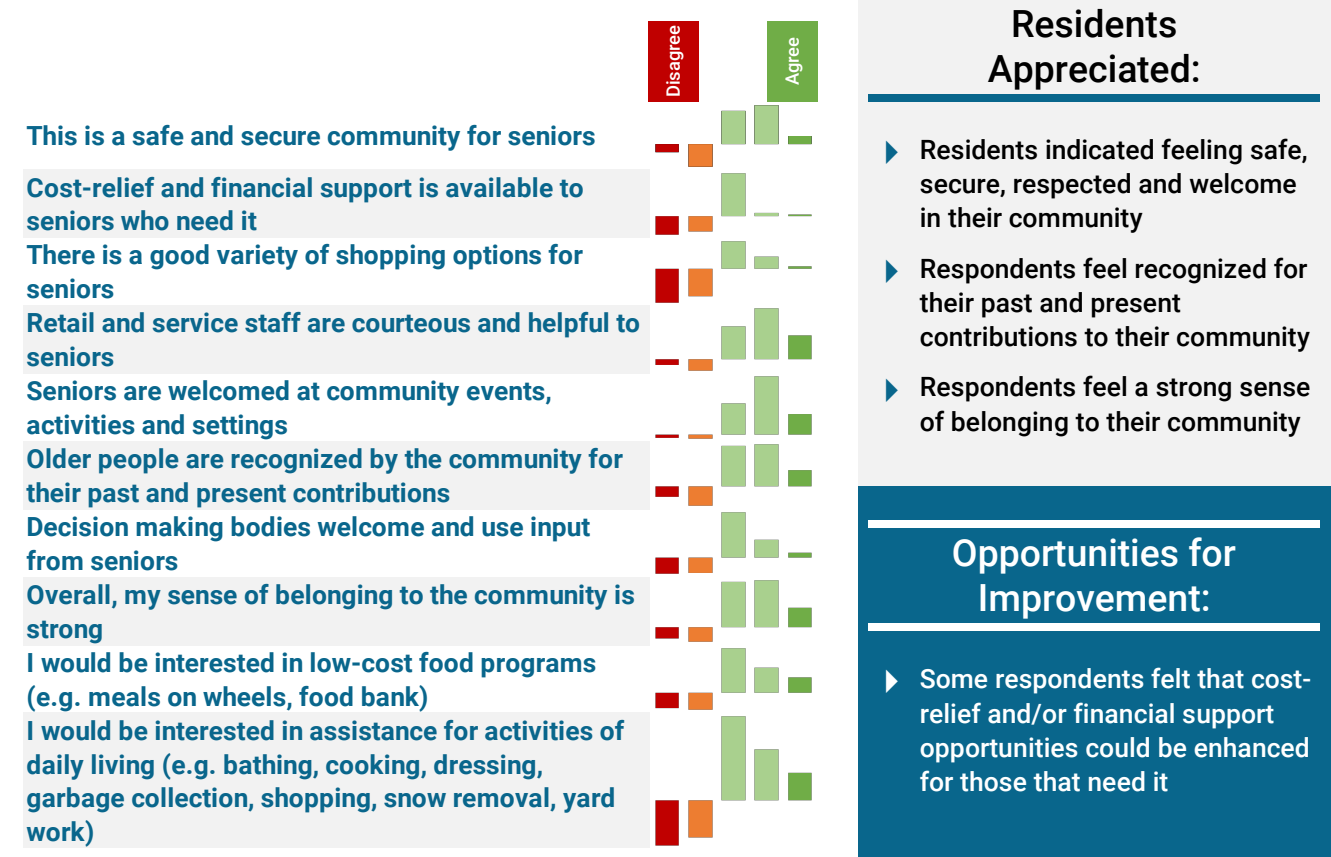 Disagree
Agree
This is a safe and secure community for seniors
Cost-relief and financial support is available to
seniors who need it
There is a good variety of shopping options for
seniors
Retail and service staff are courteous and helpful to
seniors
Seniors are welcomed at community events,
activities and settings
Older people are recognized by the community for
their past and present contributions
Decision making bodies welcome and use input
from seniors
Overall, my sense of belonging to the community is
strong
I would be interested in low-cost food programs
(e.g. meals on wheels, food bank)
I would be interested in assistance for activities of
daily living (e.g. bathing, cooking, dressing,
garbage collection, shopping, snow removal, yard
work)
Residents
Appreciated:
Residents indicated feeling safe,
secure, respected and welcome
in their community
Respondents feel recognized for
their past and present
contributions to their community
Respondents feel a strong sense
of belonging to their community
Opportunities for
Improvement:
Some respondents felt that cost-
relief and/or financial support
opportunities could be enhanced
for those that need it